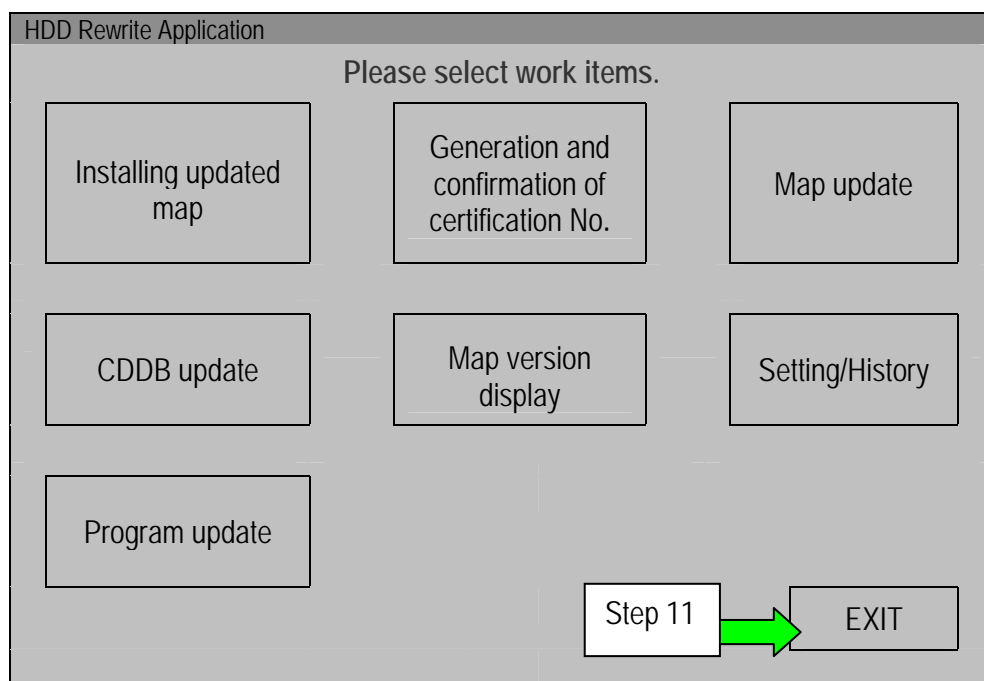 HDD Rewrite Application
Please select work items.
Installing updated
map
Generation and
confirmation of
certification No.
Map update
CDDB update
Map version
display
Setting/History
Program update
Step 11
EXIT